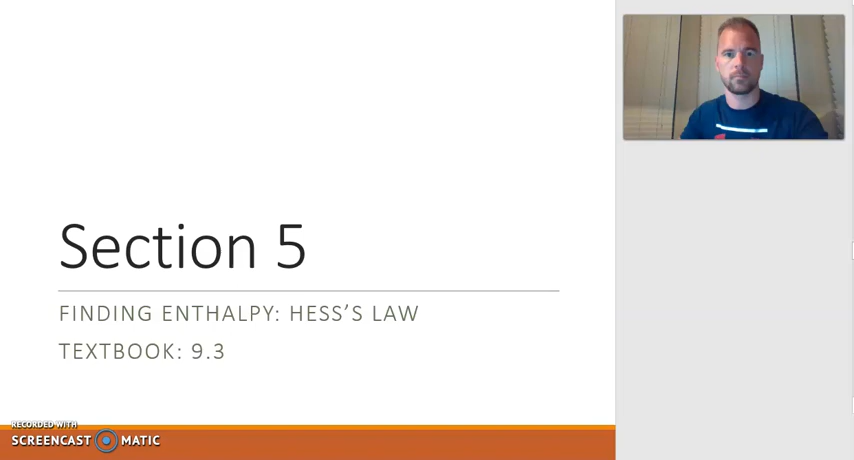 Section 5
FINDING ENTHALPY: HESS’S LAW
TEXTBOOK: 9.3
RECORDED WITH
SCREENCAST MATIC